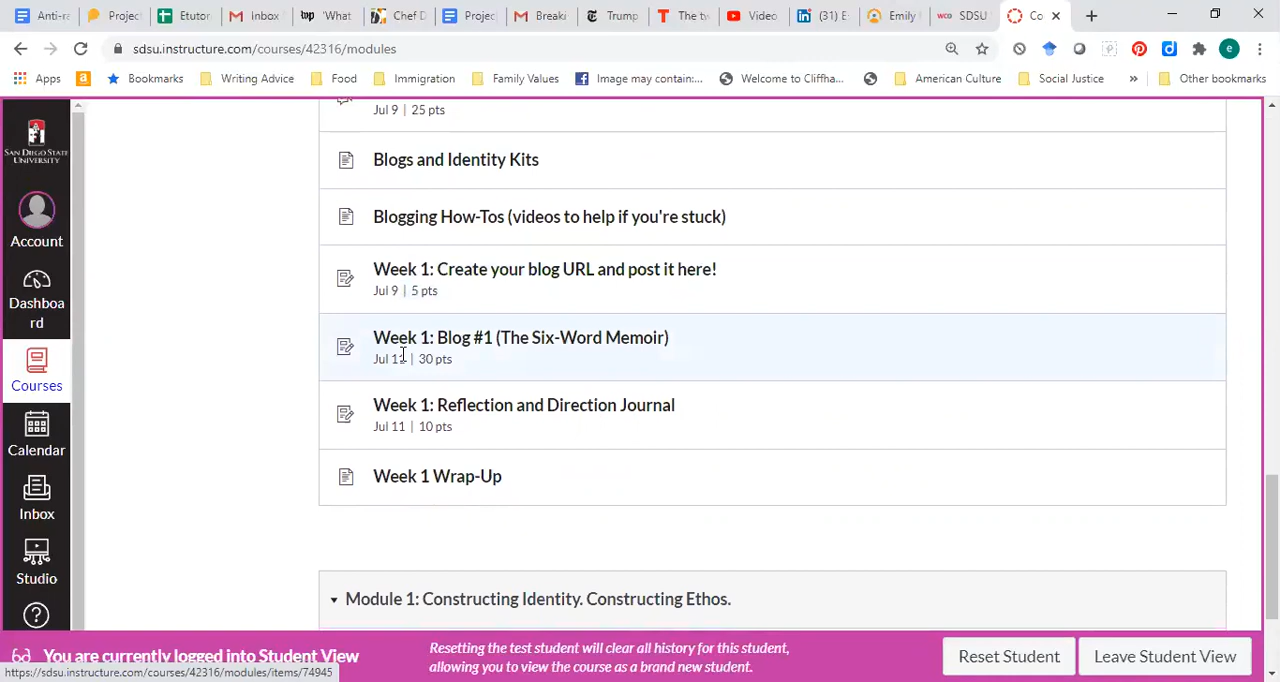 Anti-ra Project Etutor Inbox 'What Chef D Projec Breaki Trump The tw Video (31) E Emily SDSU Co
sdsu.instructure.com/courses/42316/modules
Apps Bookmarks Writing Advice Food Immigration Family Values Image may contain:... Welcome to Cliffha... American Culture Social Justice » Other bookmarks
Jul 9 | 25 pts
SAN DIEGO STATE
UNIVERSITY
Account
Dashboa
rd
Courses
Calendar
Inbox
Studio
Blogs and Identity Kits
Blogging How-Tos (videos to help if you're stuck)
Week 1: Create your blog URL and post it here!
Jul 9 | 5 pts
Week 1: Blog #1 (The Six-Word Memoir)
Jul 11 | 30 pts
Week 1: Reflection and Direction Journal
Jul 11 | 10 pts
Week 1 Wrap-Up
Module 1: Constructing Identity. Constructing Ethos.
You are currently logged into Student View
Resetting the test student will clear all history for this student,
allowing you to view the course as a brand new student.
Reset Student
Leave Student View
https://sdsu.instructure.com/courses/42316/modules/items/74945